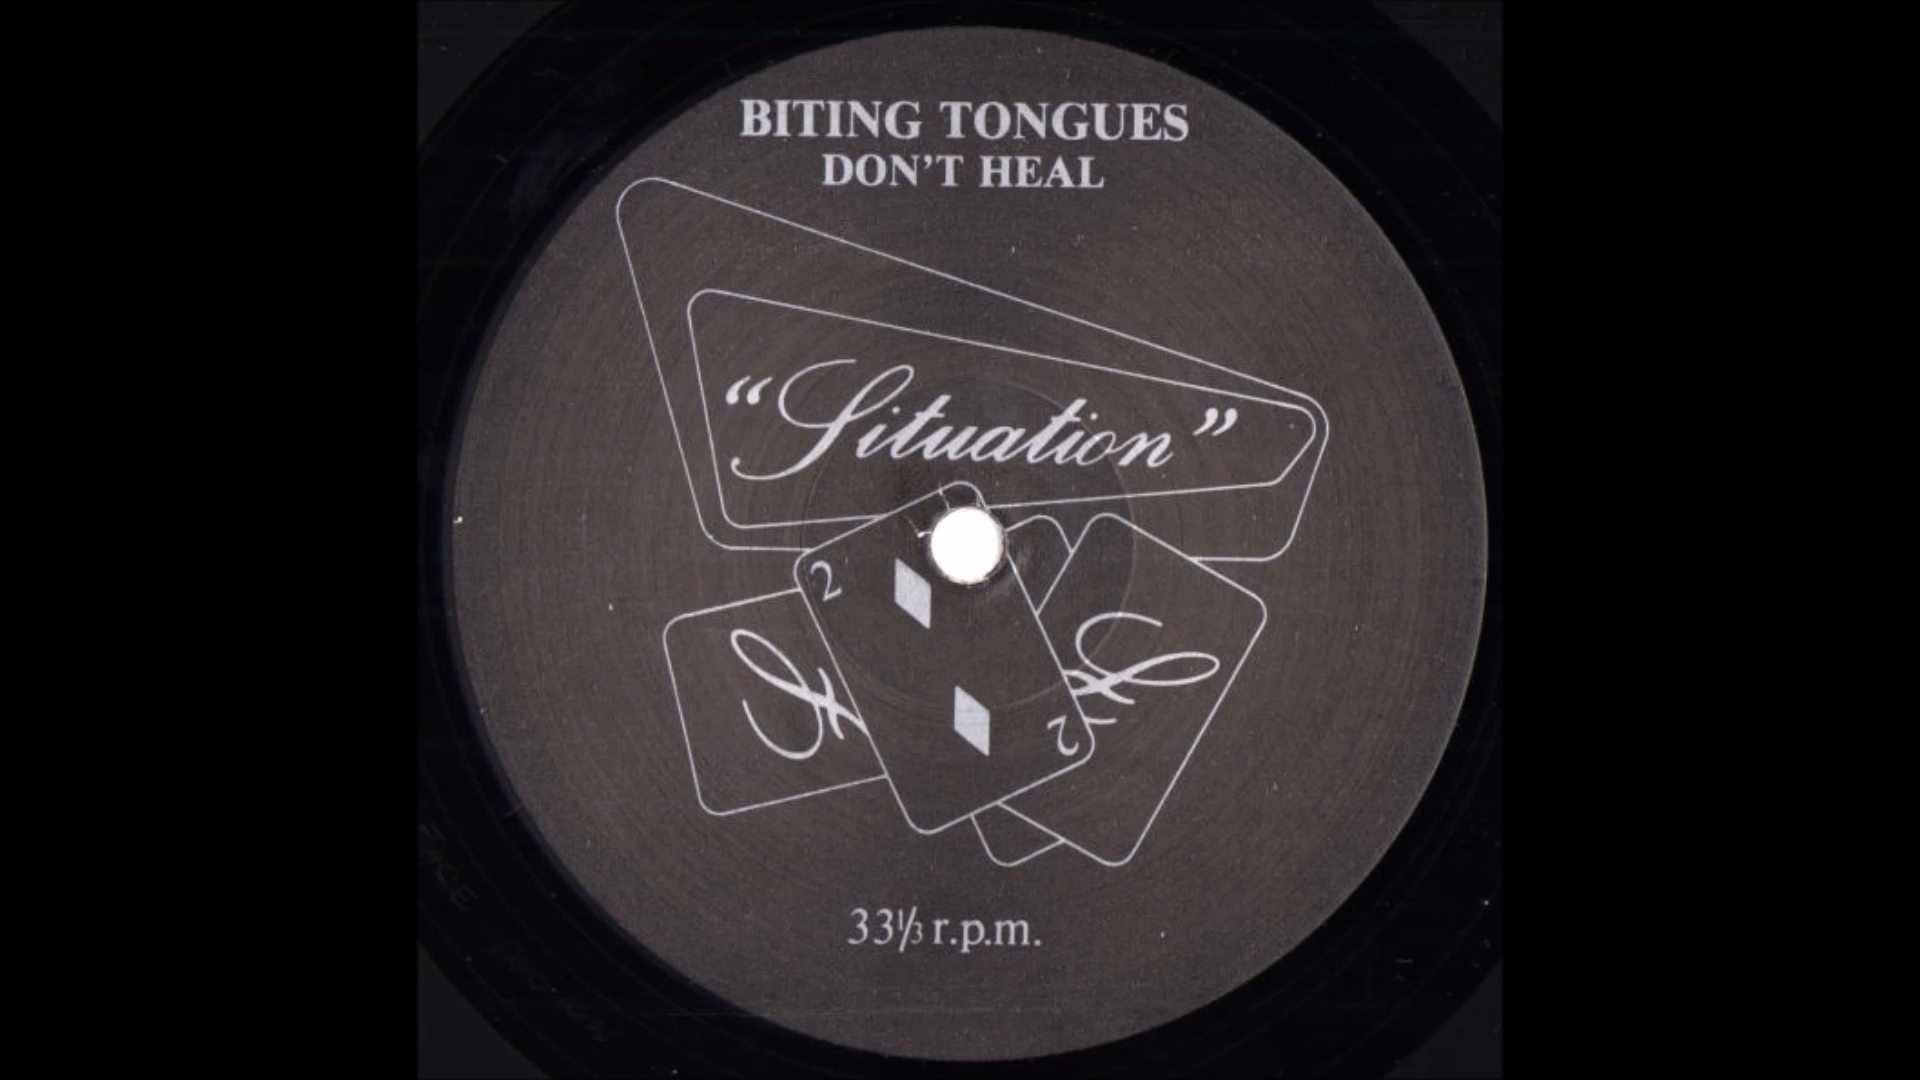 BITING TONGUES
DON'T HEAL
“Situation”
2
2
33⅓ r.p.m.